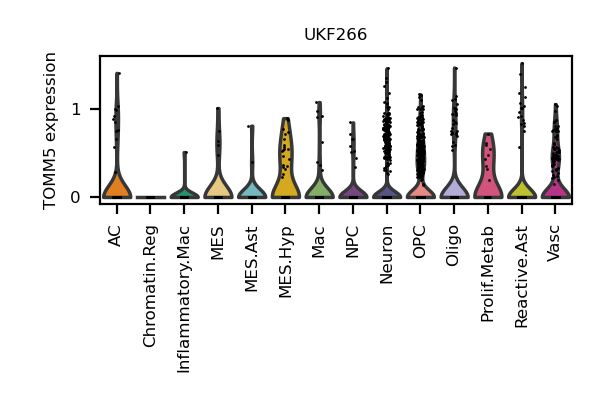 UKF266
TOMM5 expression
1
0
AC
Chromatin.Reg
Inflammatory.Mac
MES
MES.Ast
MES.Hyp
Mac
NPC
Neuron
OPC
Oligo
Prolif.Metab
Reactive.Ast
Vasc